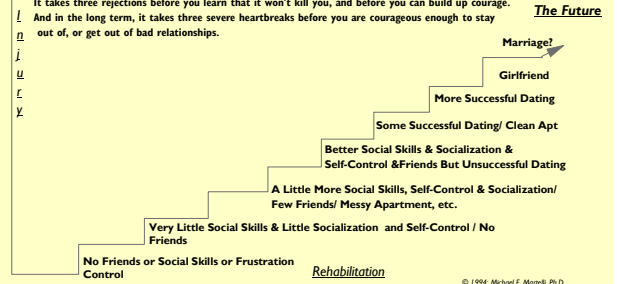 It takes three rejections before you learn that it won't kill you, and before you can build up courage.
And in the long term, it takes three severe heartbreaks before you are courageous enough to stay
out of, or get out of bad relationships.
The Future
I
n
j
u
r
y
Marriage?
Girlfriend
More Successful Dating
Some Successful Dating/ Clean Apt
Better Social Skills & Socialization &
Self-Control &Friends But Unsuccessful Dating
A Little More Social Skills, Self-Control & Socialization/
Few Friends/ Messy Apartment, etc.
Very Little Social Skills & Little Socialization and Self-Control / No
Friends
No Friends or Social Skills or Frustration
Control
Rehabilitation
© 1994: Michael F. Martelli, Ph.D.